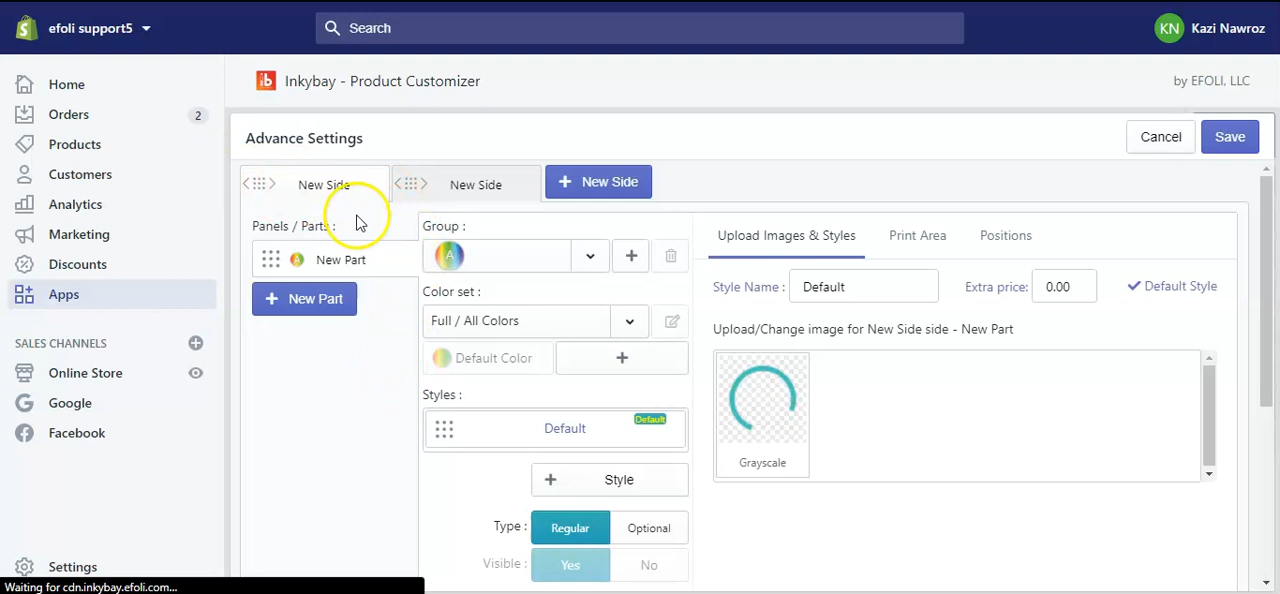 efoli support5
Search
KN
Kazi Nawroz
Home
Orders
2
Products
Customers
Analytics
Marketing
Discounts
Apps
SALES CHANNELS
Online Store
Google
Facebook
Settings
Waiting for cdn.inkybay.efoli.com...
ib
Inkybay - Product Customizer
by EFOLI, LLC
Advance Settings
Cancel
Save
New Side
New Side
+ New Side
Panels / Parts :
A
New Part
+ New Part
Group :
A
+
Color set :
Full / All Colors
Default Color
+
Styles :
Default
Default
+ Style
Type :
Regular
Optional
Visible :
Yes
No
Upload Images & Styles
Print Area
Positions
Style Name :
Default
Extra price:
0.00
Default Style
Upload/Change image for New Side side - New Part
Grayscale